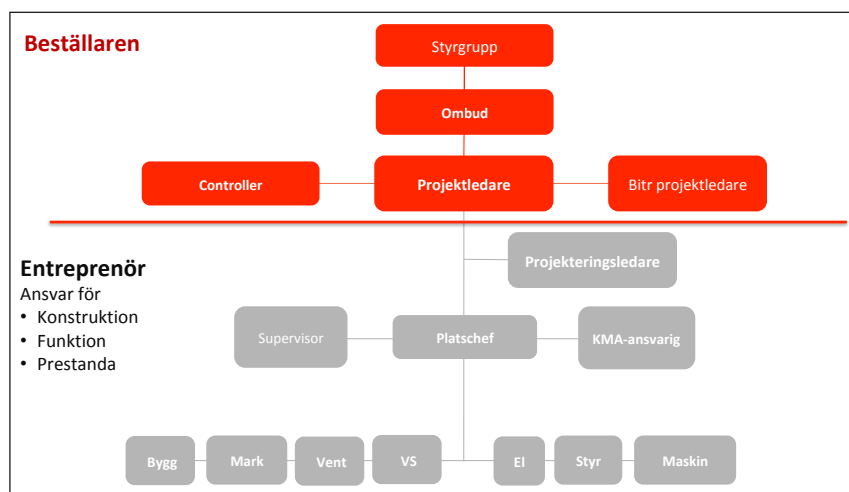 Beställaren
Styrgrupp
Ombud
Controller
Projektledare
Bitr projektledare
Entreprenör
Ansvar för
• Konstruktion
• Funktion
• Prestanda
Projekteringsledare
Supervisor
Platschef
KMA-ansvarig
Bygg
Mark
Vent
VS
El
Styr
Maskin